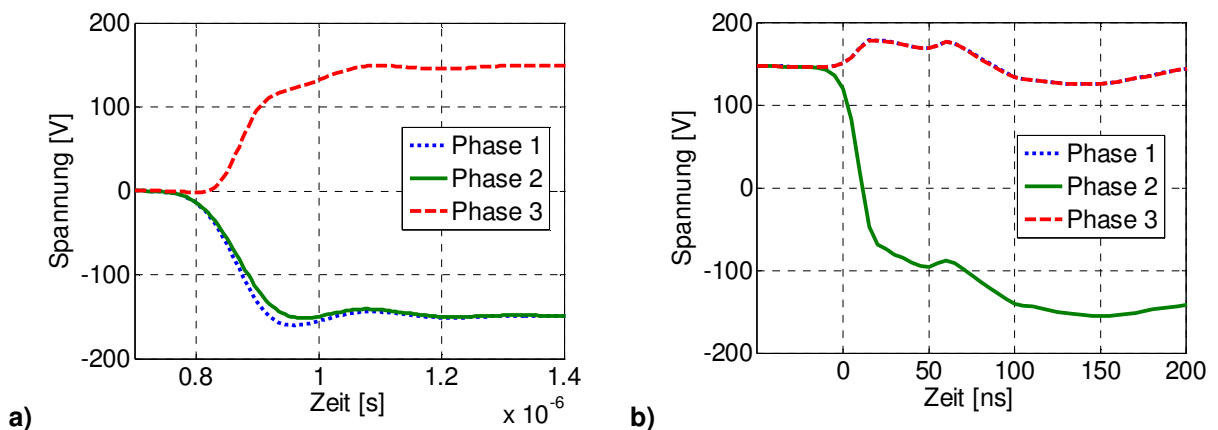 200
100
0
-100
-200
Spannung [V]
0.8
1
1.2
1.4
Zeit [s]
x 10-6
Phase 1
Phase 2
Phase 3
a)
200
100
0
-100
-200
Spannung [V]
0
50
100
150
200
Zeit [ns]
Phase 1
Phase 2
Phase 3
b)